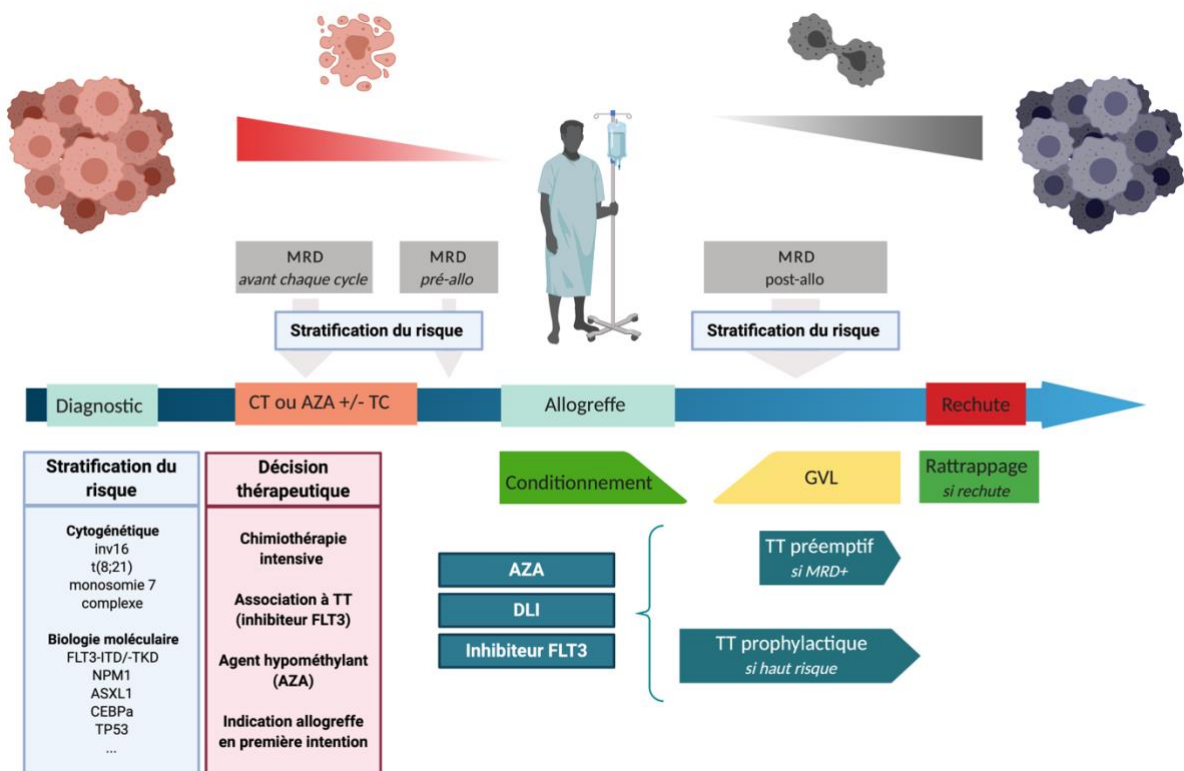 MRD
avant chaque cycle
MRD
pré-allo
MRD
post-allo
Stratification du risque
Stratification du risque
Diagnostic
CT ou AZA +/- TC
Allogreffe
Rechute
Stratification du
risque
Cytogénétique
inv16
t(8;21)
monosomie 7
complexe
Biologie moléculaire
FLT3-ITD/-TKD
NPM1
ASXL1
CEBPa
TP53
...
Décision
thérapeutique
Chimiothérapie
intensive
Association à TT
(inhibiteur FLT3)
Agent hypométhylant
(AZA)
Indication allogreffe
en première intention
Conditionnement
GVL
Rattrappage
si rechute
AZA
DLI
Inhibiteur FLT3
TT préemptif
si MRD+
TT prophylactique
si haut risque